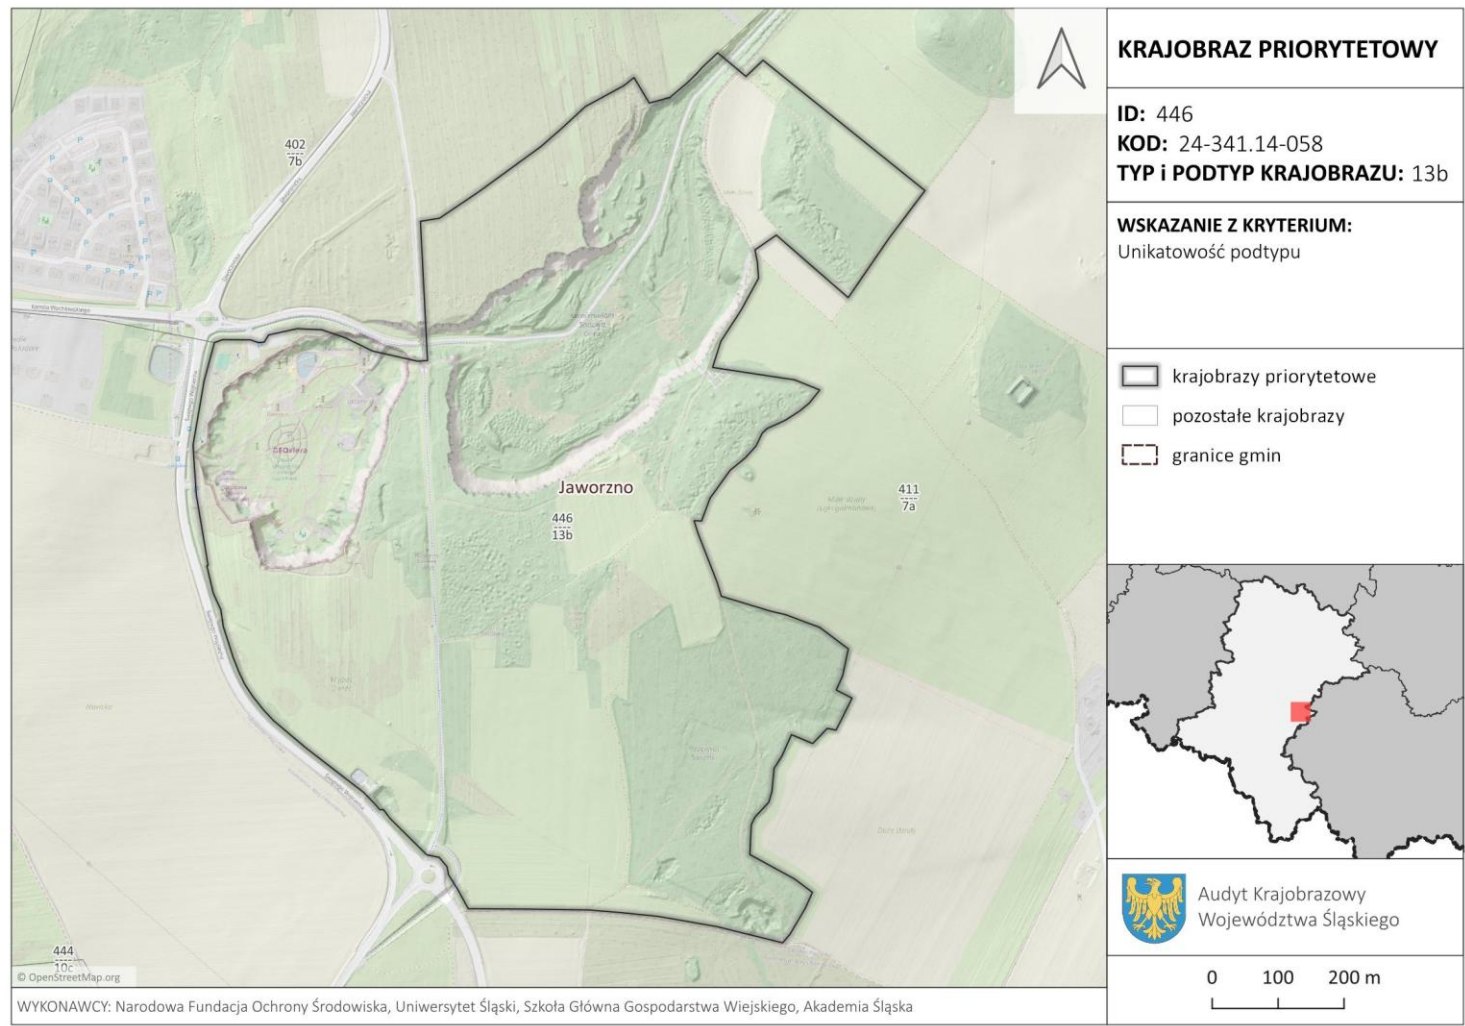 KRAJOBRAZ PRIORYTETOWY
ID: 446
KOD: 24-341.14-058
TYP i PODTYP KRAJOBRAZU: 13b
WSKAZANIE Z KRYTERIUM:
Unikatowość podtypu
krajobrazy priorytetowe
pozostałe krajobrazy
granice gmin
402
7b
Jaworzno
446
13b
411
7a
444
10c
© OpenStreetMap.org
Audyt Krajobrazowy
Województwa Śląskiego
0 100 200 m
WYKONAWCY: Narodowa Fundacja Ochrony Środowiska, Uniwersytet Śląski, Szkoła Główna Gospodarstwa Wiejskiego, Akademia Śląska